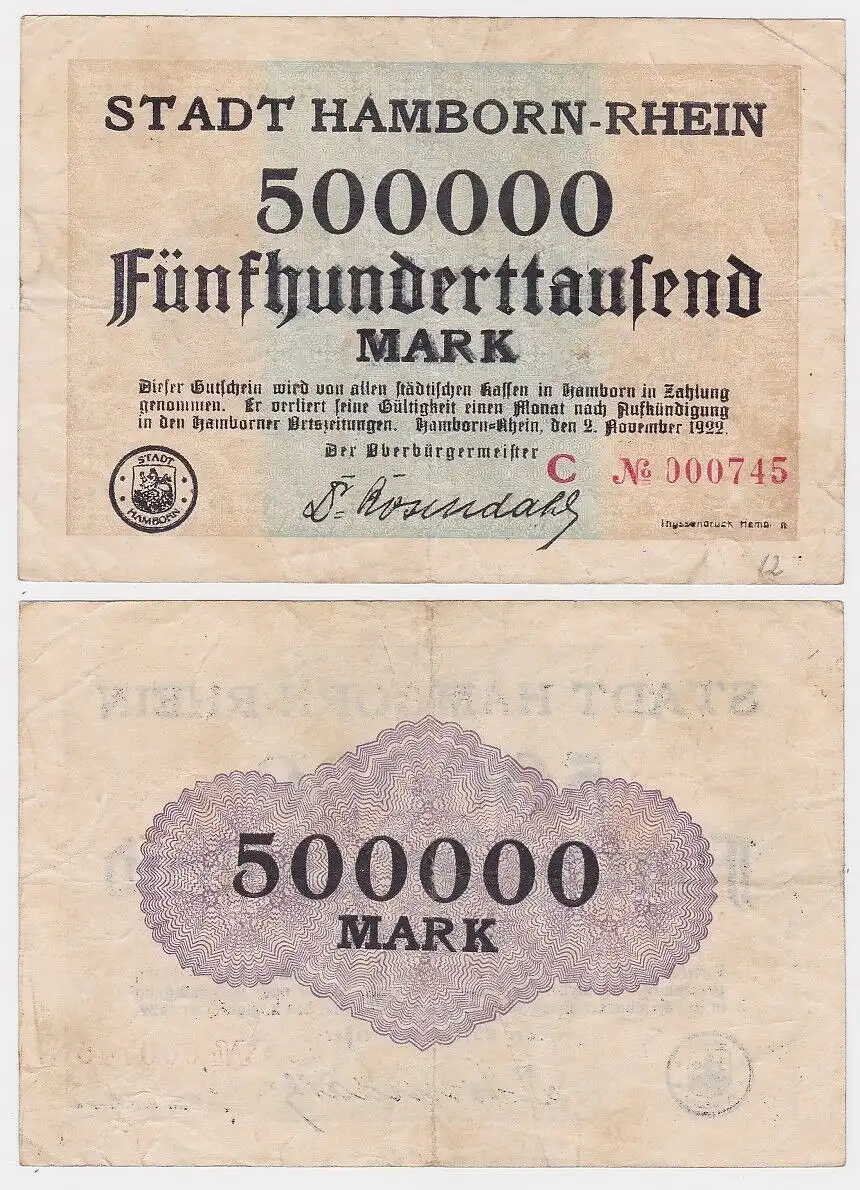 STADT HAMBORN-RHEIN
500000
Fünfhunderttausend
MARK
Dieser Gutschein wird von allen städtischen Kassen in Hamborn in Zahlung
genommen. Er verliert seine Gültigkeit einen Monat nach Aufkündigung
in den Hamborner Ortszeitungen. Hamborn=Rhein, den 2. November 1922.
Der Oberbürgermeister
C № 000745
STADT
HAMBORN
Dr. Rosendahl
Thyssendruck
12
500000
MARK